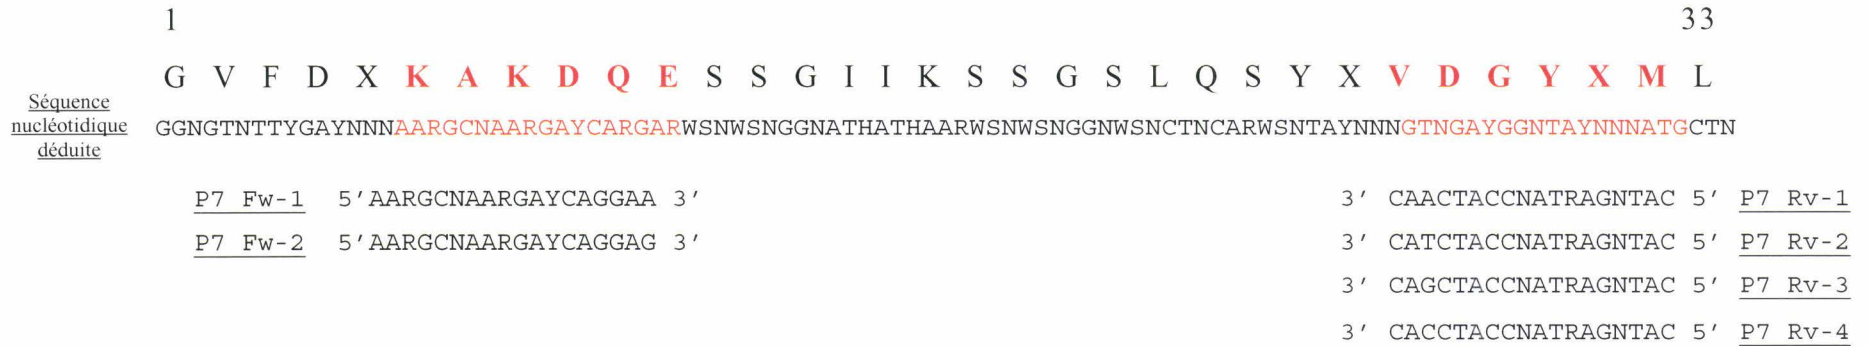 1 33
G V F D X K A K D Q E S S G I I K S S G S L Q S Y X V D G Y X M L
Séquence
nucléotidique
déduite
GGNGTNTTYGAYNNNAARGCNAARGAYCARGARWSNWSNGGNATHATHAARWSNWSNGGNWSNCTNCARWSNTAYNNNGTNGAYGGNTAYNNNATGCTN
P7 Fw-1 5'AARGCNAARGAYCAGGAA 3' 3' CAACTACCNATRAGNTAC 5' P7 Rv-1
P7 Fw-2 5'AARGCNAARGAYCAGGAG 3' 3' CATCTACCNATRAGNTAC 5' P7 Rv-2
3' CAGCTACCNATRAGNTAC 5' P7 Rv-3
3' CACCTACCNATRAGNTAC 5' P7 Rv-4